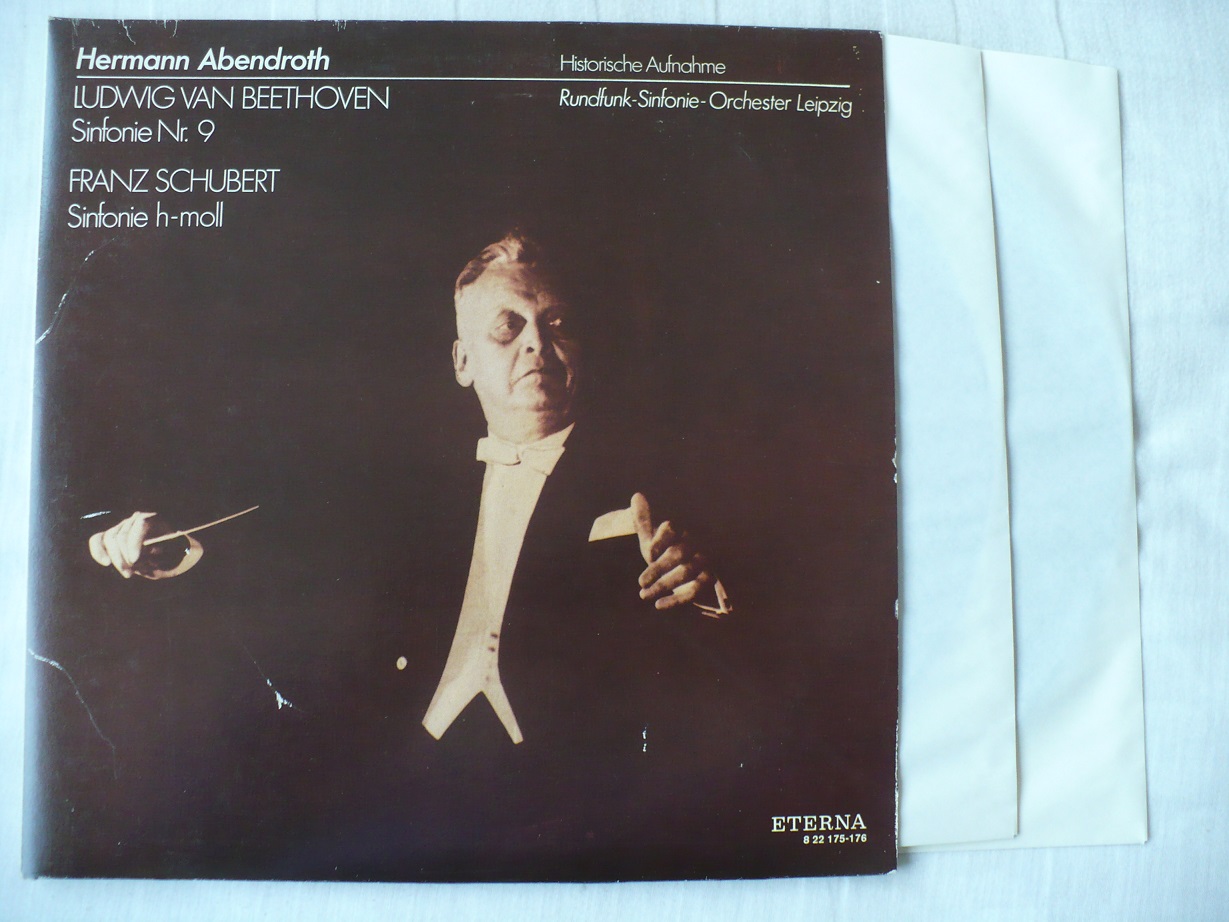 Hermann Abendroth
Historische Aufnahme
LUDWIG VAN BEETHOVEN
Rundfunk-Sinfonie-Orchester Leipzig
Sinfonie Nr. 9
FRANZ SCHUBERT
Sinfonie h-moll
ETERNA
8 22 175-176